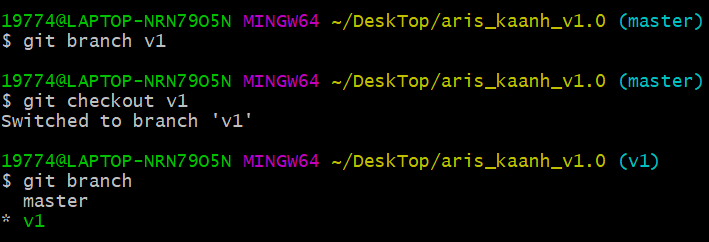 19774@LAPTOP-NRN79O5N MINGW64 ~/DeskTop/aris_kaanh_v1.0 (master)
$ git branch v1
19774@LAPTOP-NRN79O5N MINGW64 ~/DeskTop/aris_kaanh_v1.0 (master)
$ git checkout v1
Switched to branch 'v1'
19774@LAPTOP-NRN79O5N MINGW64 ~/DeskTop/aris_kaanh_v1.0 (v1)
$ git branch
  master
* v1